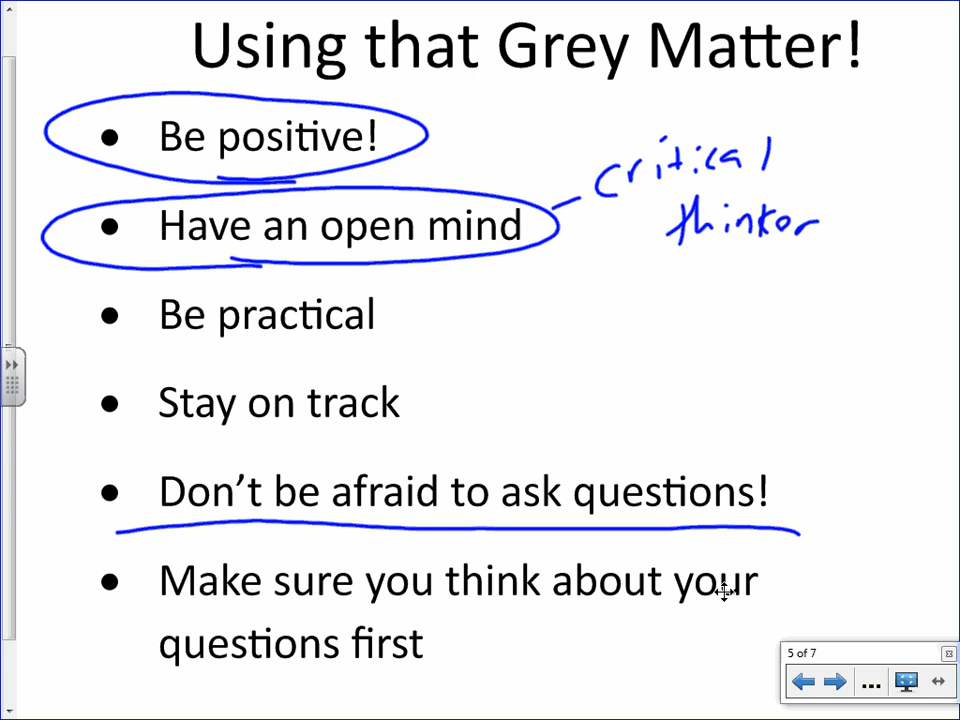 Using that Grey Matter!
• Be positive!
critical
• Have an open mind
thinker
• Be practical
• Stay on track
• Don't be afraid to ask questions!
• Make sure you think about your
questions first
5 of 7
...